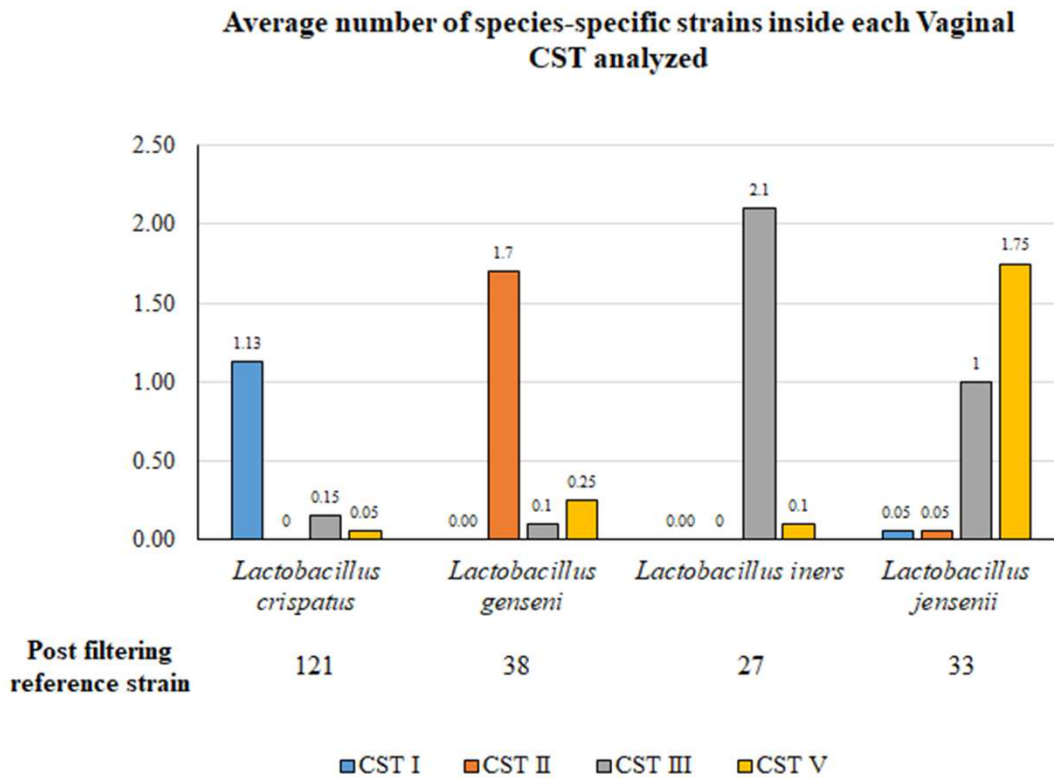 Average number of species-specific strains inside each Vaginal
CST analyzed
2.50
2.00
1.50
1.00
0.50
0.00
1.13
0
0.15
0.05
0.00
1.7
0.1
0.25
0.00
0
2.1
0.1
0.05
0.05
1
1.75
Lactobacillus
crispatus
Lactobacillus
genseni
Lactobacillus iners
Lactobacillus
jensenii
Post filtering
reference strain
121
38
27
33
CST I
CST II
CST III
CST V